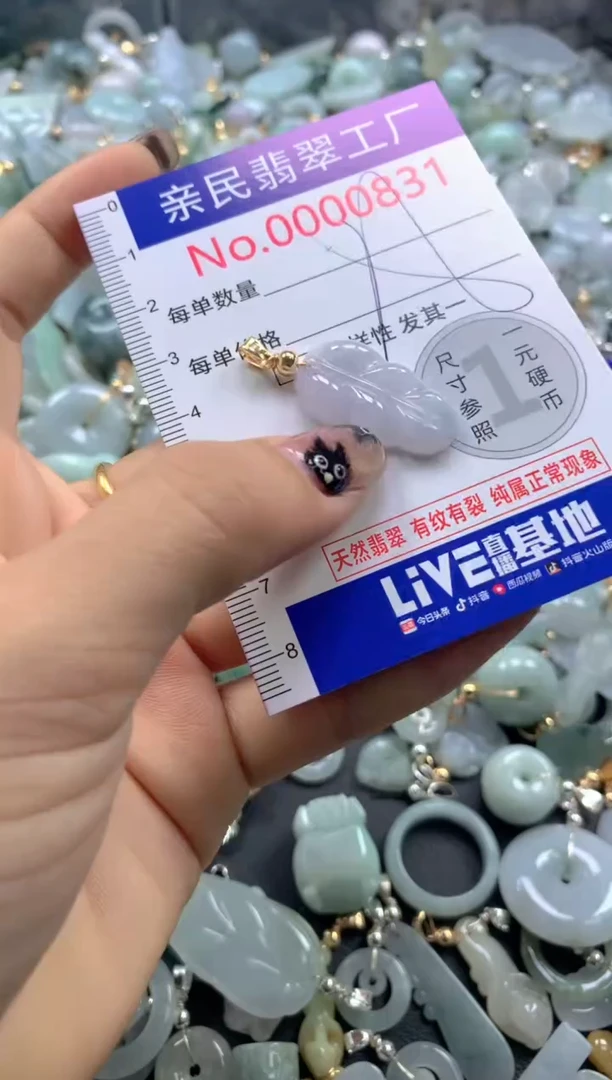 亲民翡翠工厂
No.0000831
每单数量
每单价格
样性 发其一
0
1
2
3
4
7
8
1
一元硬币
尺寸参照
天然翡翠 有纹有裂 纯属正常现象
LiVE直播基地
今日头条 抖音 西瓜视频 抖音火山版